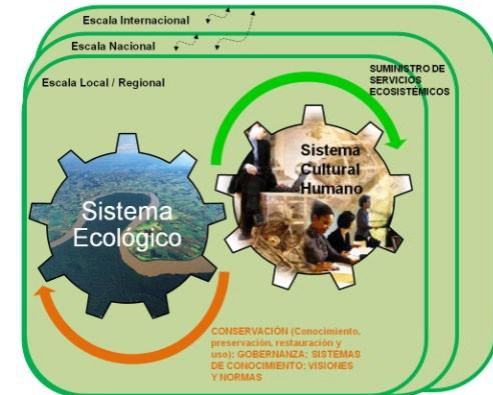 Escala Internacional
Escala Nacional
Escala Local / Regional
SUMINISTRO DE
SERVICIOS
ECOSISTÉMICOS
Sistema
Cultural
Humano
Sistema
Ecológico
CONSERVACIÓN (Conocimiento,
preservación, restauración y
uso): GOBERNANZA: SISTEMAS
DE CONOCIMIENTO: VISIONES
Y NORMAS